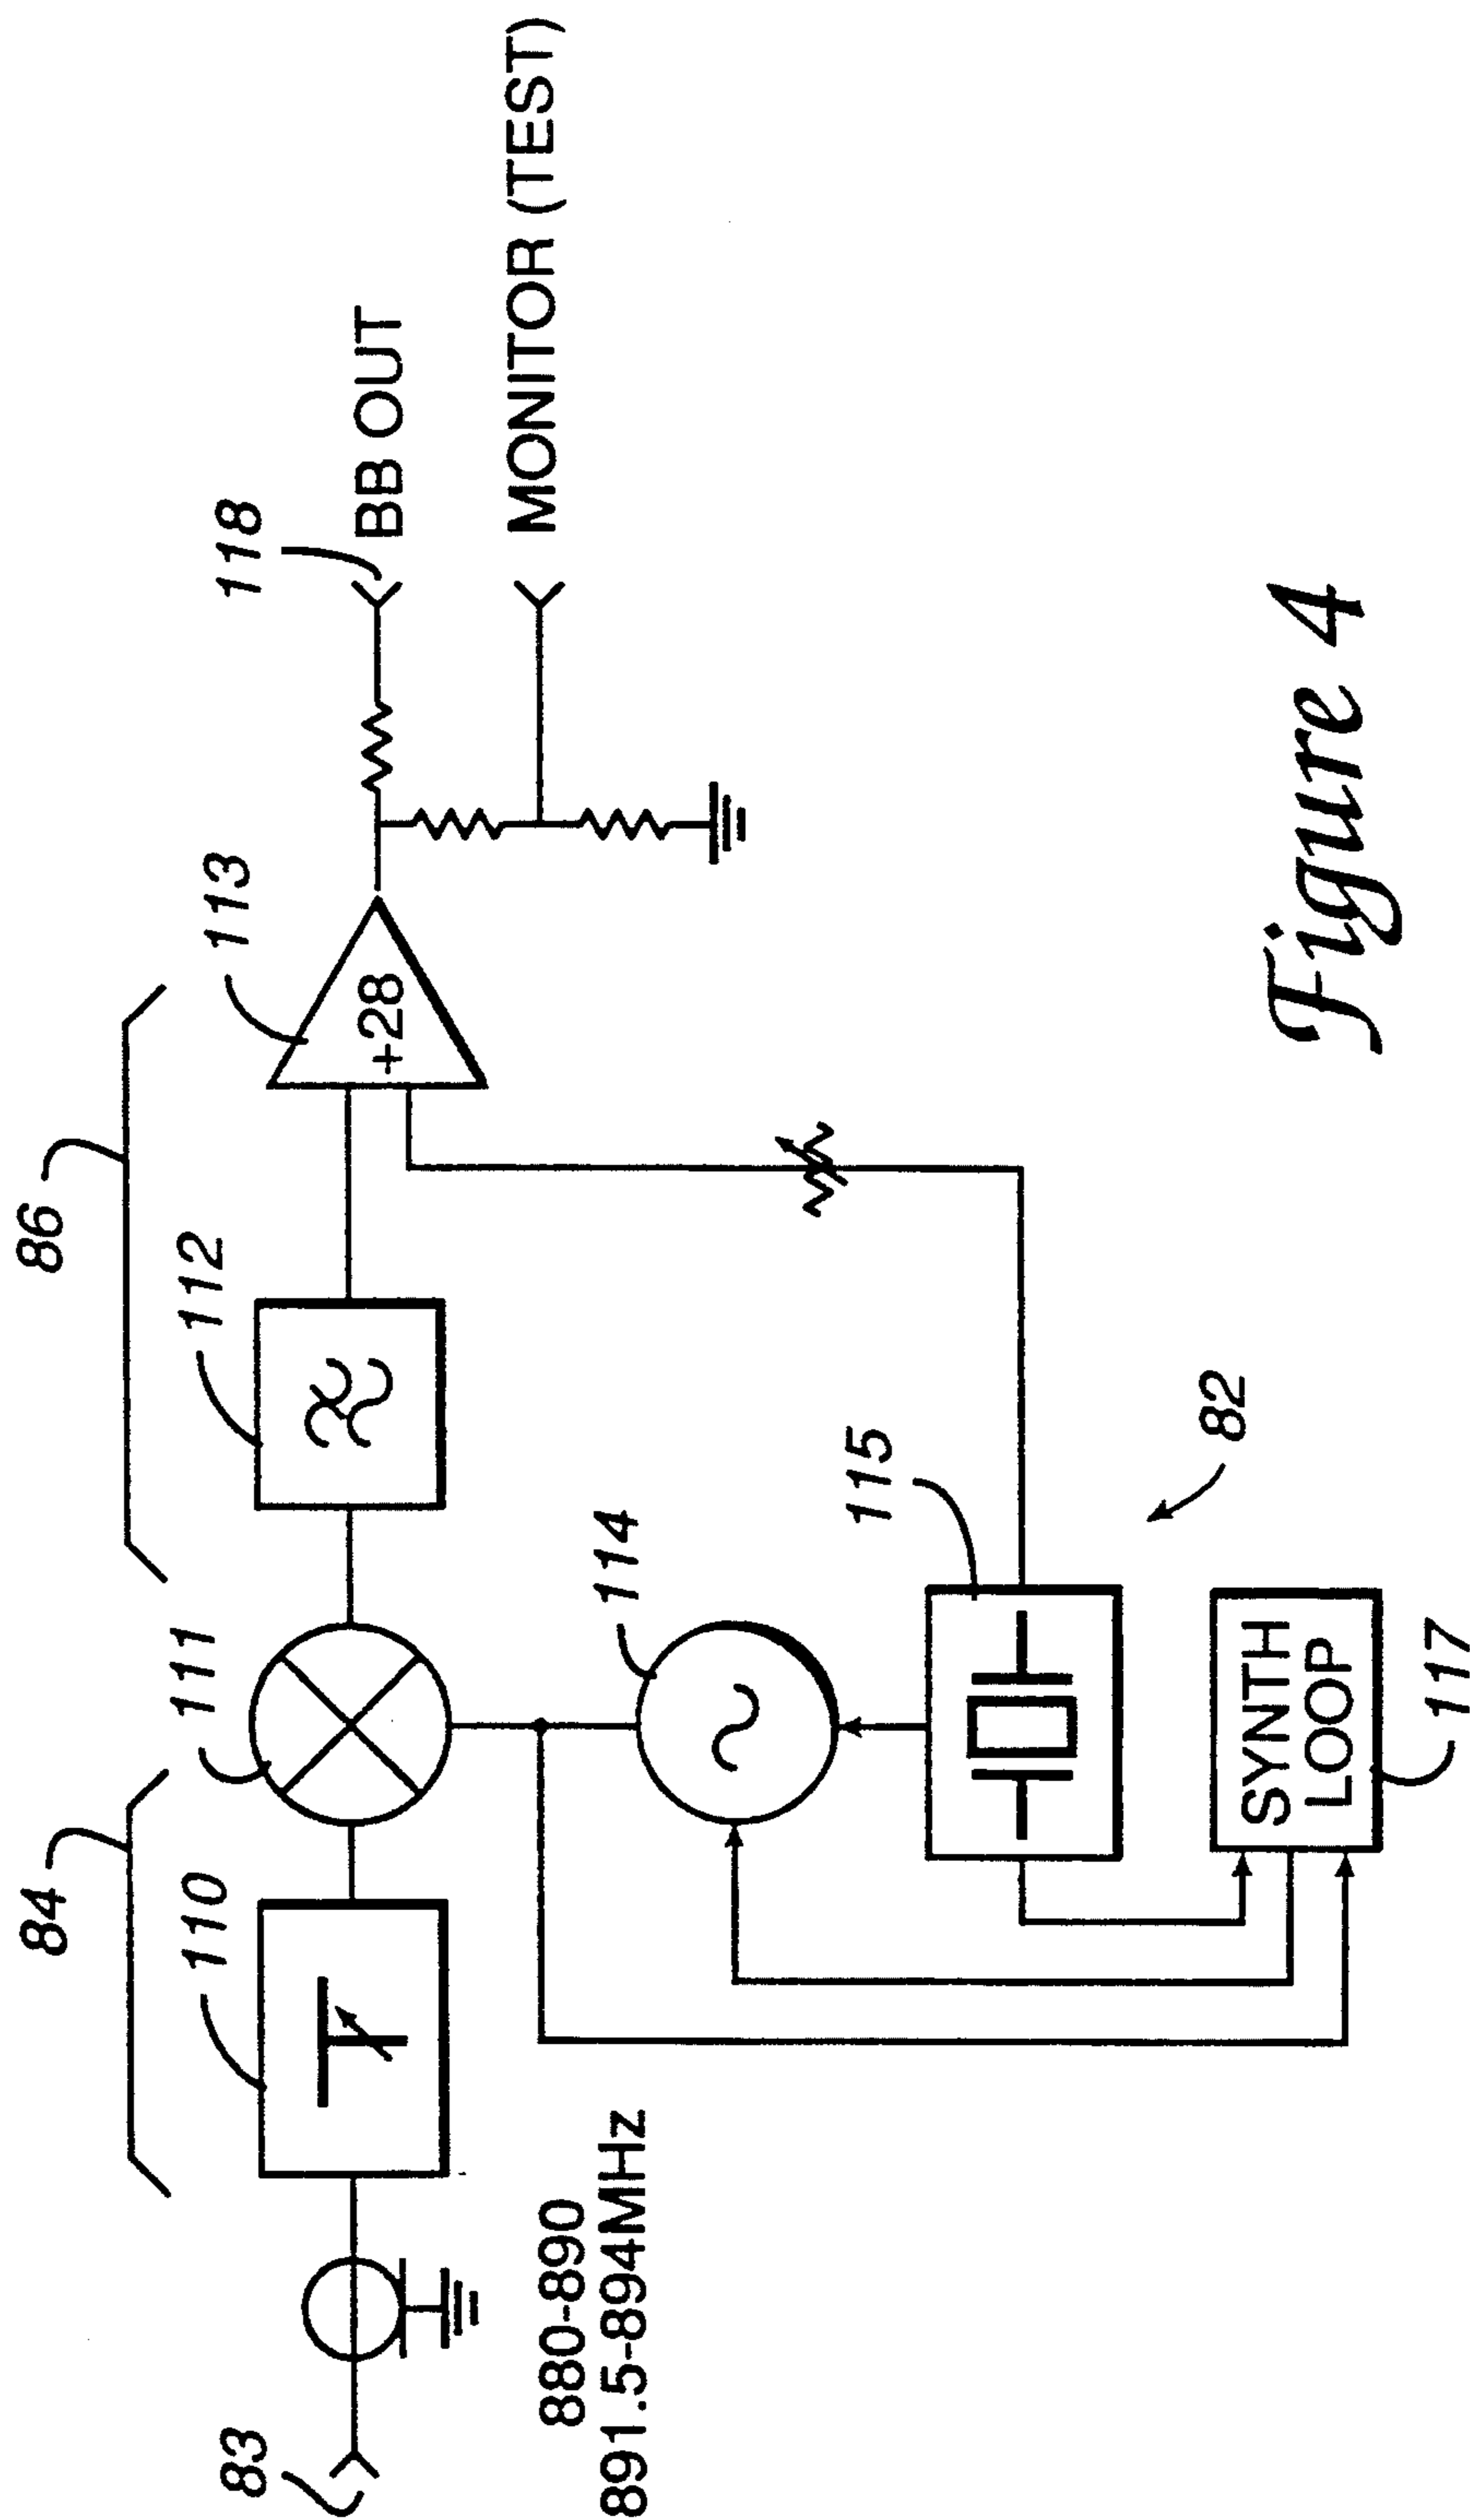 84
86
83
110
111
112
113
118
BB OUT
MONITOR (TEST)
+28
880-890
891.5-894MHz
114
115
82
SYNTH
LOOP
117
Figure 4